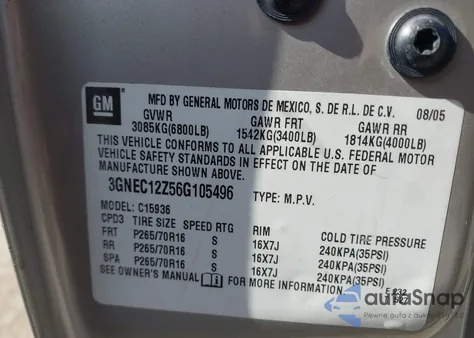 GM
MFD BY GENERAL MOTORS DE MEXICO, S. DE R.L. DE C.V. 08/05
GVWR GAWR FRT GAWR RR
3085KG(6800LB) 1542KG(3400LB) 1814KG(4000LB)
THIS VEHICLE CONFORMS TO ALL APPLICABLE U.S. FEDERAL MOTOR
VEHICLE SAFETY STANDARDS IN EFFECT ON THE DATE OF
MANUFACTURE SHOWN ABOVE.
3GNEC12Z56G105496 TYPE: M.P.V.
MODEL: C15936
CPD3 TIRE SIZE SPEED RTG RIM COLD TIRE PRESSURE
FRT P265/70R16 S 16X7J 240KPA(35PSI)
RR P265/70R16 S 16X7J 240KPA(35PSI)
SPA P265/70R16 S 16X7J 240KPA(35PSI)
SEE OWNER'S MANUAL FOR MORE INFORMATION.
autoSnap
Pewne auta z aukcji